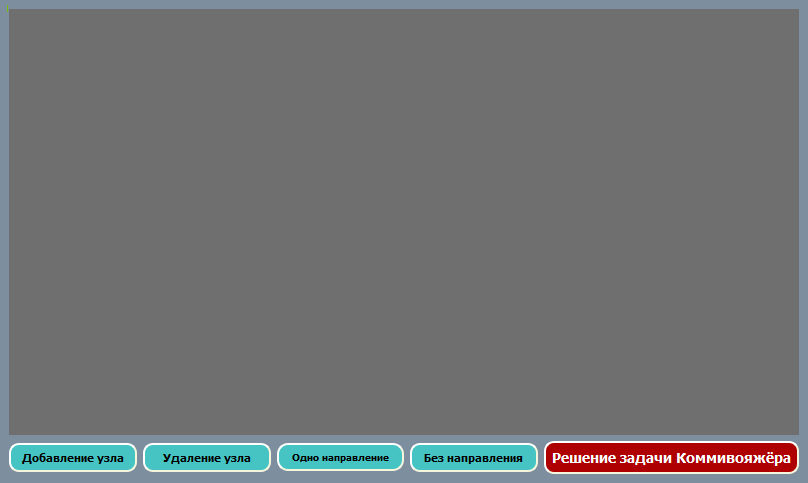 Добавление узла
Удаление узла
Одно направление
Без направления
Решение задачи Коммивояжёра